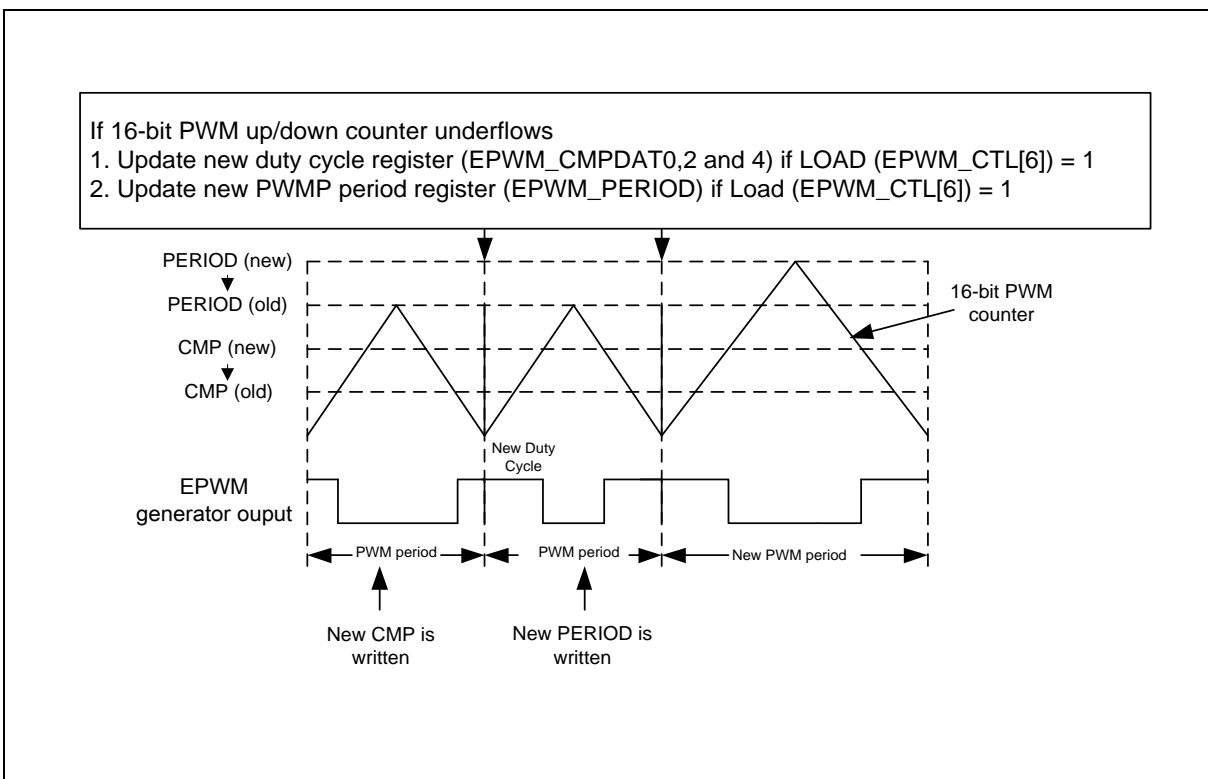 If 16-bit PWM up/down counter underflows
1. Update new duty cycle register (EPWM_CMPDAT0,2 and 4) if LOAD (EPWM_CTL[6]) = 1
2. Update new PWMP period register (EPWM_PERIOD) if Load (EPWM_CTL[6]) = 1
PERIOD (new)
PERIOD (old)
CMP (new)
CMP (old)
16-bit PWM
counter
New Duty
Cycle
EPWM
generator ouput
PWM period
PWM period
New PWM period
New CMP is
written
New PERIOD is
written